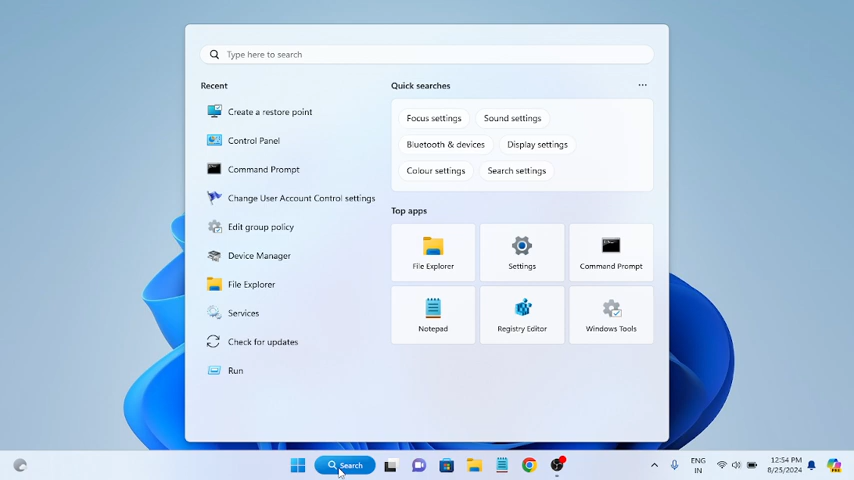 Type here to search
Recent
Create a restore point
Control Panel
Command Prompt
Change User Account Control settings
Edit group policy
Device Manager
File Explorer
Services
Check for updates
Run
Quick searches
Focus settings
Sound settings
Bluetooth & devices
Display settings
Colour settings
Search settings
Top apps
File Explorer
Settings
Command Prompt
Notepad
Registry Editor
Windows Tools
Search
ENG
IN
12:54 PM
8/25/2024